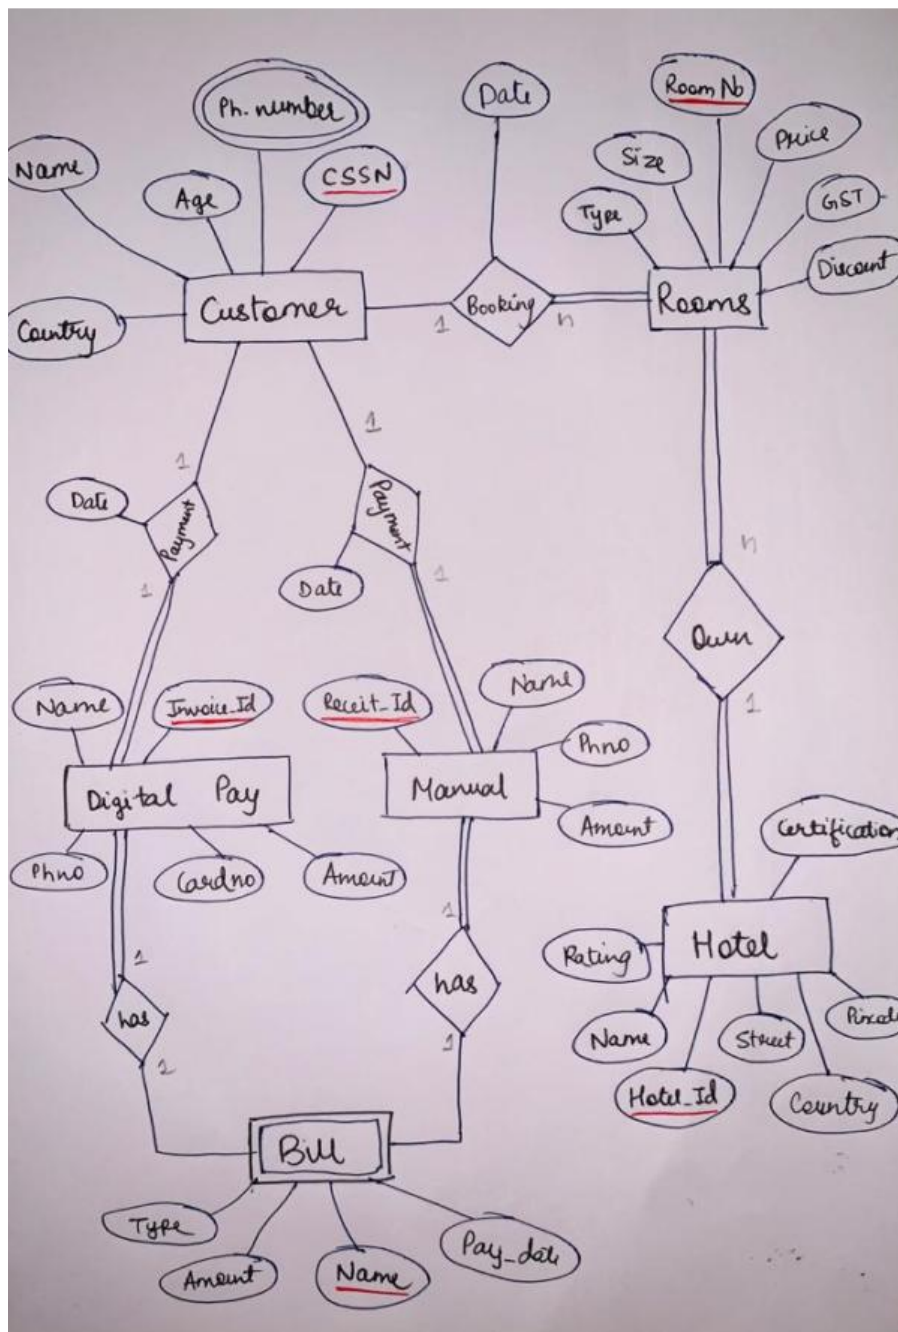 Ph. number
Date
Room No
Name
Age
CSSN
Size
Price
Type
GST
Discount
Country
Customer
Booking
Rooms
1
n
1
1
Date
Payment
Payment
1
1
Date
n
Own
1
Name
Invoice_Id
Receit_Id
Name
Phno
Digital Pay
Manual
Amount
Phno
Cardno
Amount
Certification
1
1
Hotel
Rating
has
has
Name
Street
Pincode
1
1
Hotel_Id
Country
Bill
Type
Amount
Name
Pay_date